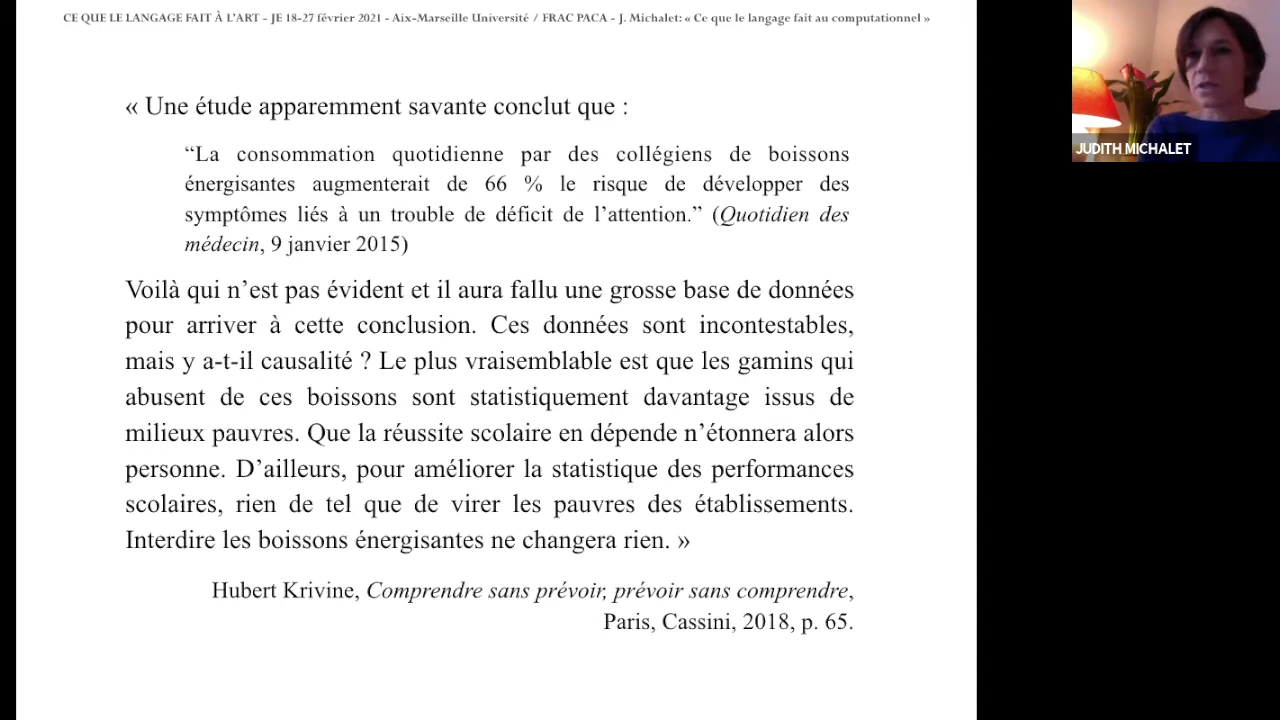 CE QUE LE LANGAGE FAIT À L'ART - JE 18-27 février 2021 - Aix-Marseille Université / FRAC PACA - J. Michalet: « Ce que le langage fait au computationnel »
« Une étude apparemment savante conclut que :
“La consommation quotidienne par des collégiens de boissons
énergisantes augmenterait de 66 % le risque de développer des
symptômes liés à un trouble de déficit de l’attention.” (Quotidien des
médecin, 9 janvier 2015)
Voilà qui n’est pas évident et il aura fallu une grosse base de données
pour arriver à cette conclusion. Ces données sont incontestables,
mais y a-t-il causalité ? Le plus vraisemblable est que les gamins qui
abusent de ces boissons sont statistiquement davantage issus de
milieux pauvres. Que la réussite scolaire en dépende n’étonnera alors
personne. D’ailleurs, pour améliorer la statistique des performances
scolaires, rien de tel que de virer les pauvres des établissements.
Interdire les boissons énergisantes ne changera rien. »
Hubert Krivine, Comprendre sans prévoir, prévoir sans comprendre,
Paris, Cassini, 2018, p. 65.
JUDITH MICHALET